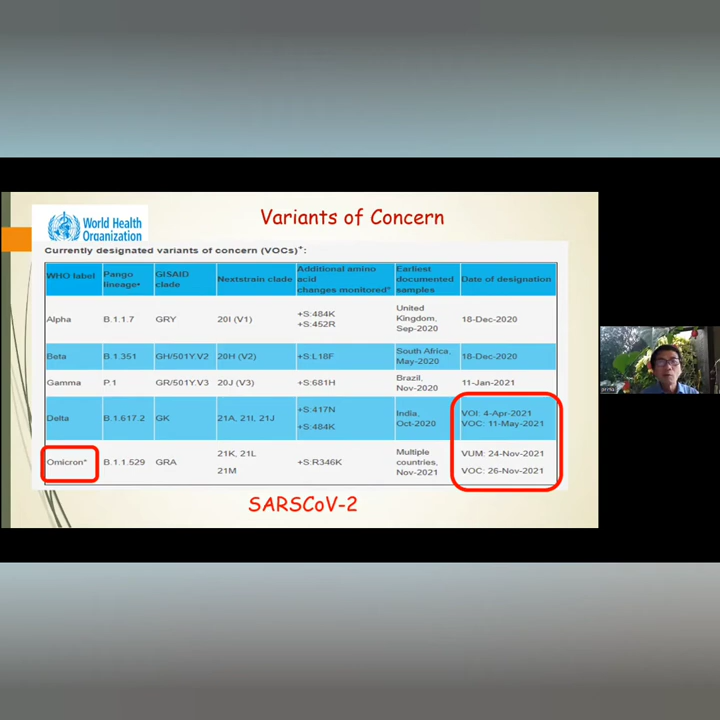 World Health
Organization
Variants of Concern
Currently designated variants of concern (VOCs)+:
WHO label
Pango
lineage•
GISAID
clade
Nextstrain clade
Additional amino
acid
changes monitored°
Earliest
documented
samples
Date of designation
Alpha
B.1.1.7
GRY
20I (V1)
+S:484K
+S:452R
United
Kingdom,
Sep-2020
18-Dec-2020
Beta
B.1.351
GH/501Y.V2
20H (V2)
+S:L18F
South Africa,
May-2020
18-Dec-2020
Gamma
P.1
GR/501Y.V3
20J (V3)
+S:681H
Brazil,
Nov-2020
11-Jan-2021
Delta
B.1.617.2
GK
21A, 21I, 21J
+S:417N
+S:484K
India,
Oct-2020
VOI: 4-Apr-2021
VOC: 11-May-2021
Omicron*
B.1.1.529
GRA
21K, 21L
21M
+S:R346K
Multiple
countries,
Nov-2021
VUM: 24-Nov-2021
VOC: 26-Nov-2021
SARSCoV-2